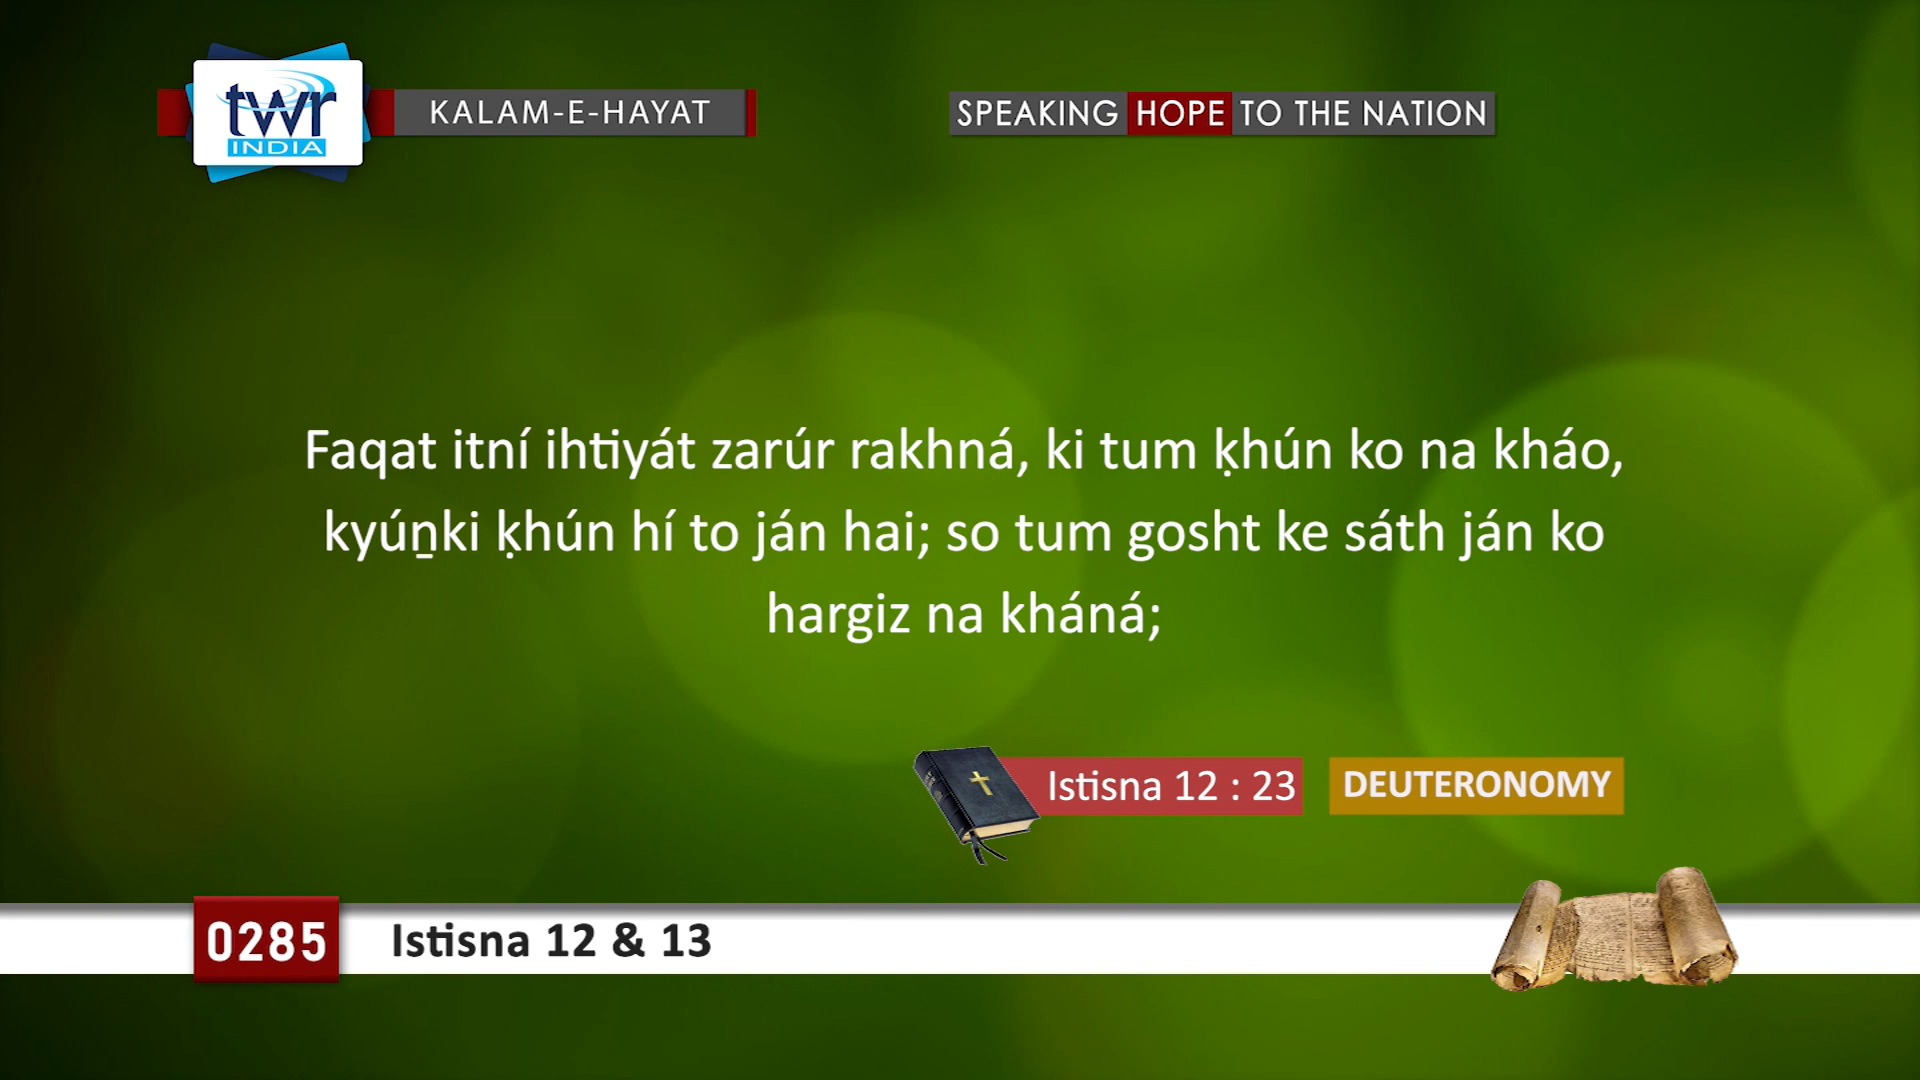 twr
INDIA
KALAM-E-HAYAT
SPEAKING HOPE TO THE NATION
Faqat itní ihtiyát zarúr rakhná, ki tum ḳhún ko na kháo,
kyúṉki ḳhún hí to ján hai; so tum gosht ke sáth ján ko
hargiz na kháná;
Istisna 12 : 23
DEUTERONOMY
0285
Istisna 12 & 13